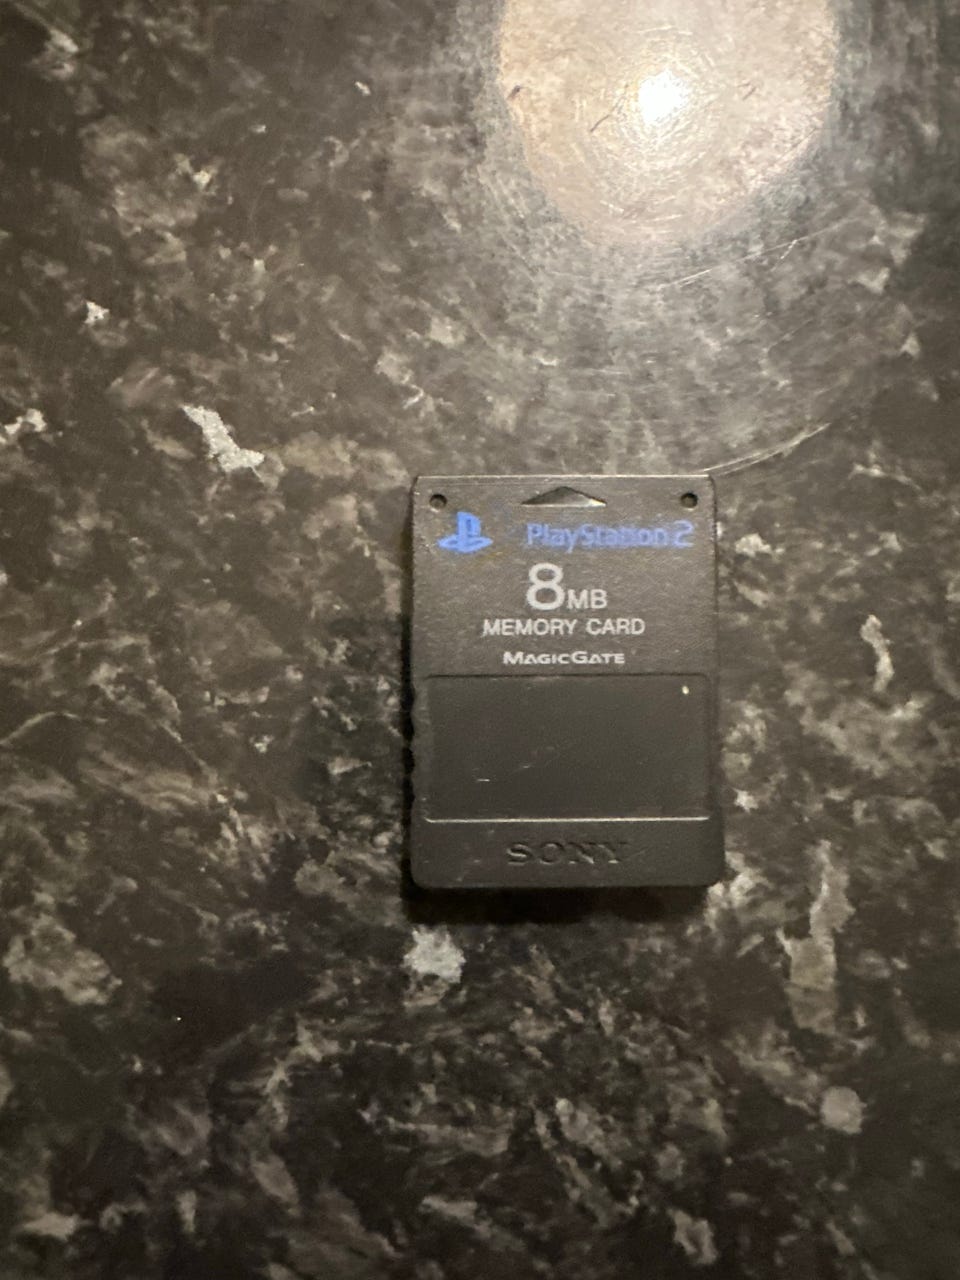 PlayStation 2
8MB
MEMORY CARD
MAGICGATE
SONY